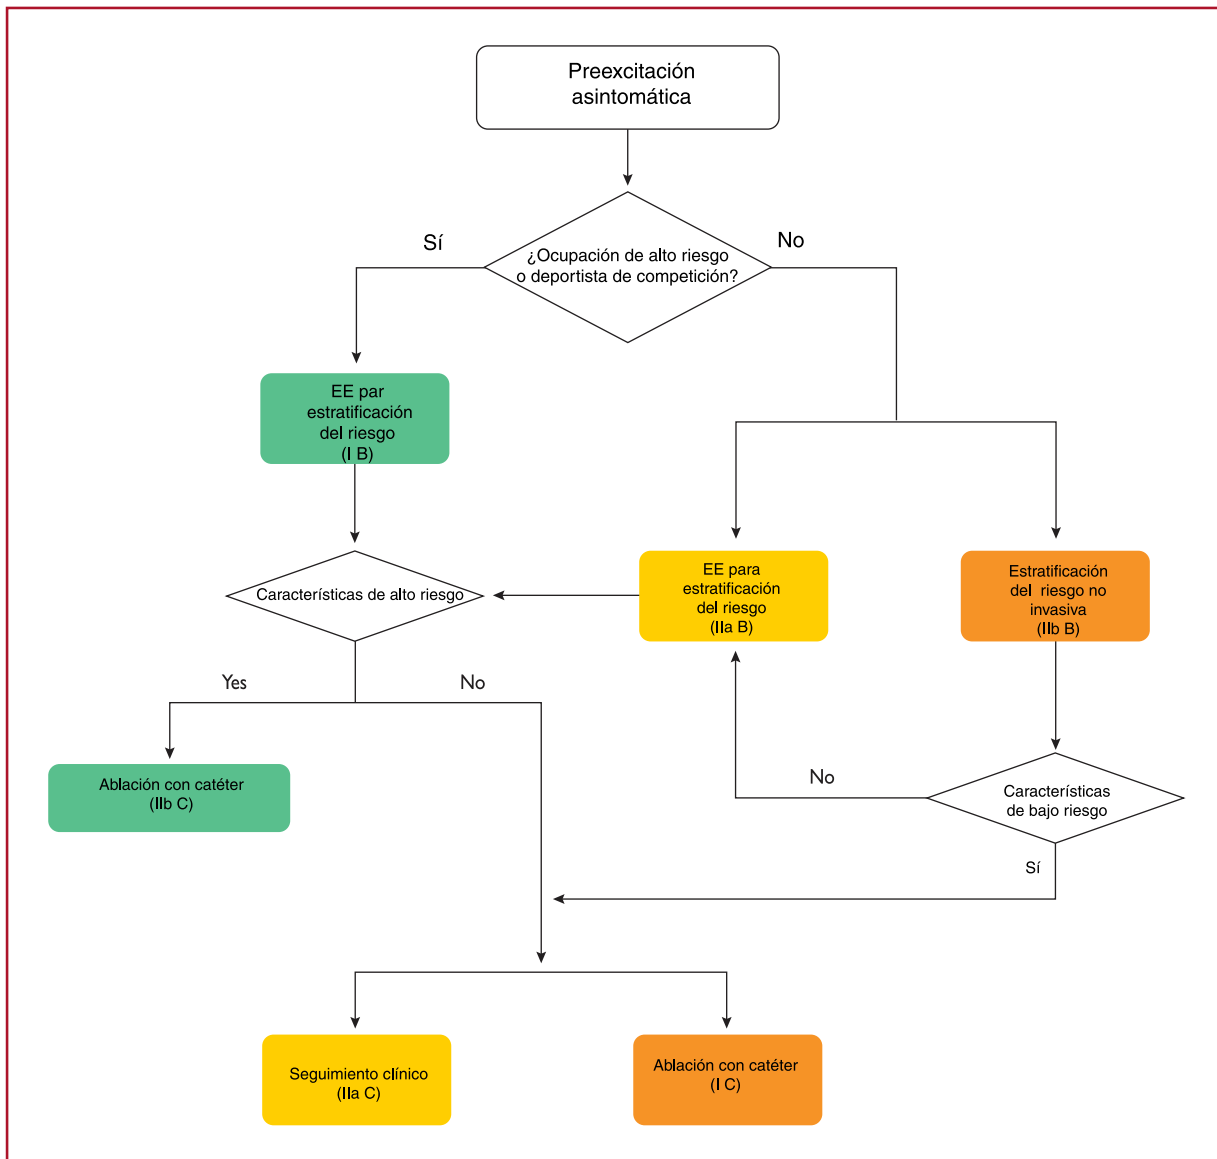 Preexcitación
asintomática
Sí
No
¿Ocupación de alto riesgo
o deportista de competición?
EE par
estratificación
del riesgo
(I B)
EE para
estratificación
del riesgo
(IIa B)
Estratificación
del riesgo no
invasiva
(IIb B)
Características de alto riesgo
Yes
No
No
Características
de bajo riesgo
Sí
Ablación con catéter
(IIb C)
Seguimiento clínico
(IIa C)
Ablación con catéter
(I C)